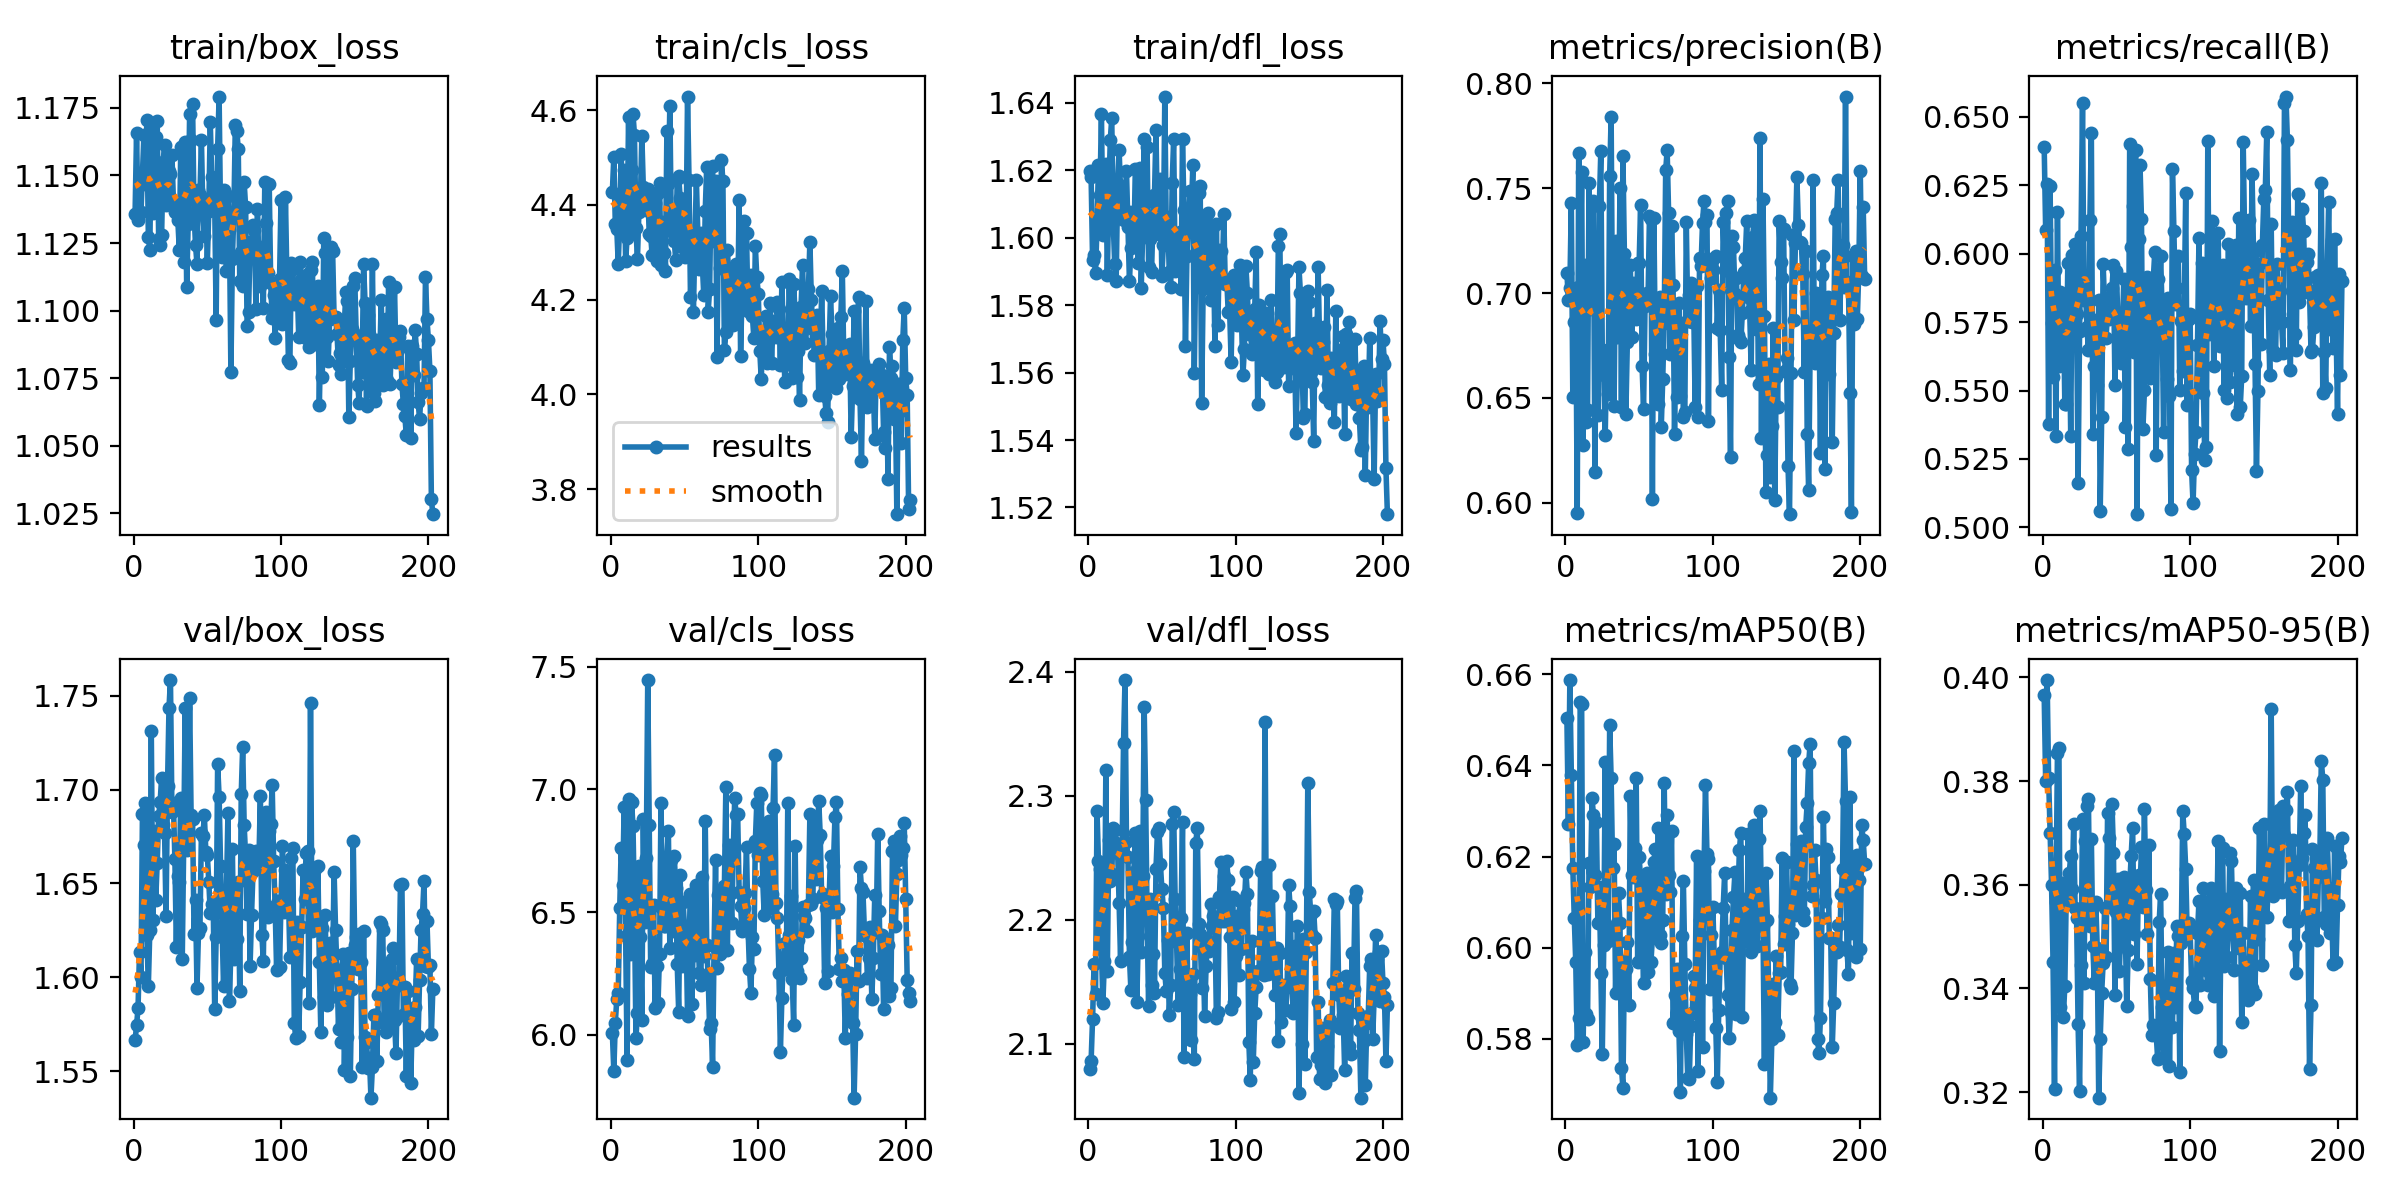 train/box_loss
1.175
1.150
1.125
1.100
1.075
1.050
1.025
0 100 200
train/cls_loss
4.6
4.4
4.2
4.0
3.8
results
smooth
0 100 200
train/dfl_loss
1.64
1.62
1.60
1.58
1.56
1.54
1.52
0 100 200
metrics/precision(B)
0.80
0.75
0.70
0.65
0.60
0 100 200
metrics/recall(B)
0.650
0.625
0.600
0.575
0.550
0.525
0.500
0 100 200
val/box_loss
1.75
1.70
1.65
1.60
1.55
0 100 200
val/cls_loss
7.5
7.0
6.5
6.0
0 100 200
val/dfl_loss
2.4
2.3
2.2
2.1
0 100 200
metrics/mAP50(B)
0.66
0.64
0.62
0.60
0.58
0 100 200
metrics/mAP50-95(B)
0.40
0.38
0.36
0.34
0.32
0 100 200